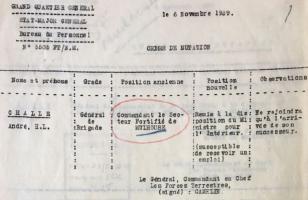 GRAND QUARTIER GENERAL
ETAT-MAJOR GENERAL
Bureau du Personnel
N° 5505 FT/S.M.
le 6 Novembre 1939.
ORDRE DE MUTATION
Noms et prénoms
Grade
Position ancienne
Position nouvelle
Observations
CHALLE
André, H.L.
Général de Brigade
Commandant le Secteur Fortifié de MULHOUSE
Remis à la disposition du Ministre pour l'Intérieur.
(susceptible de recevoir un emploi)
Ne rejoindra qu'à l'arrivée de son successeur.
Le Général, Commandant en Chef
Les Forces Terrestres,
(signé): GAMELIN